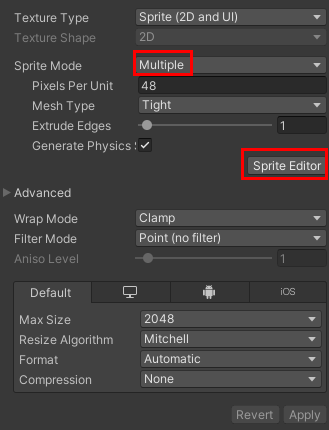 Texture Type Sprite (2D and UI)
Texture Shape 2D
Sprite Mode Multiple
Pixels Per Unit 48
Mesh Type Tight
Extrude Edges 1
Generate Physics S
Sprite Editor
Advanced
Wrap Mode Clamp
Filter Mode Point (no filter)
Aniso Level 1
Default iOS
Max Size 2048
Resize Algorithm Mitchell
Format Automatic
Compression None
Revert Apply